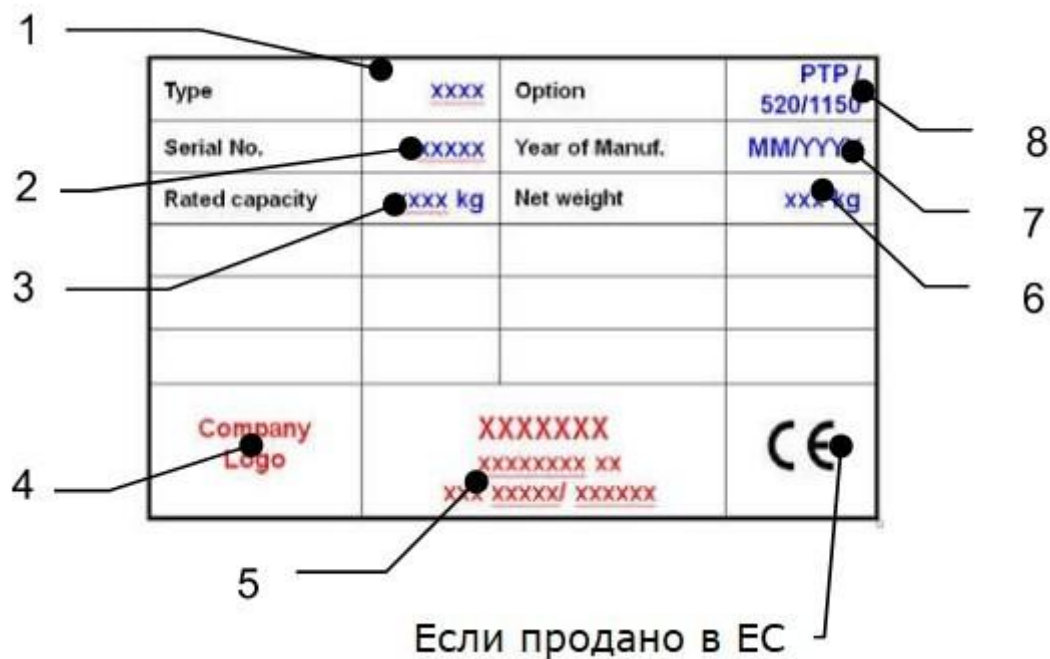 1
Type xxxx Option PTP /
520/1150
8
Serial No. xxxxx Year of Manuf. MM/YYYY
2
7
Rated capacity xxxx kg Net weight xxx kg
3
6
Company
Logo
4
XXXXXXX
xxxxxxxx xx
xxx xxxxx/ xxxxxx
CE
5
Если продано в ЕС